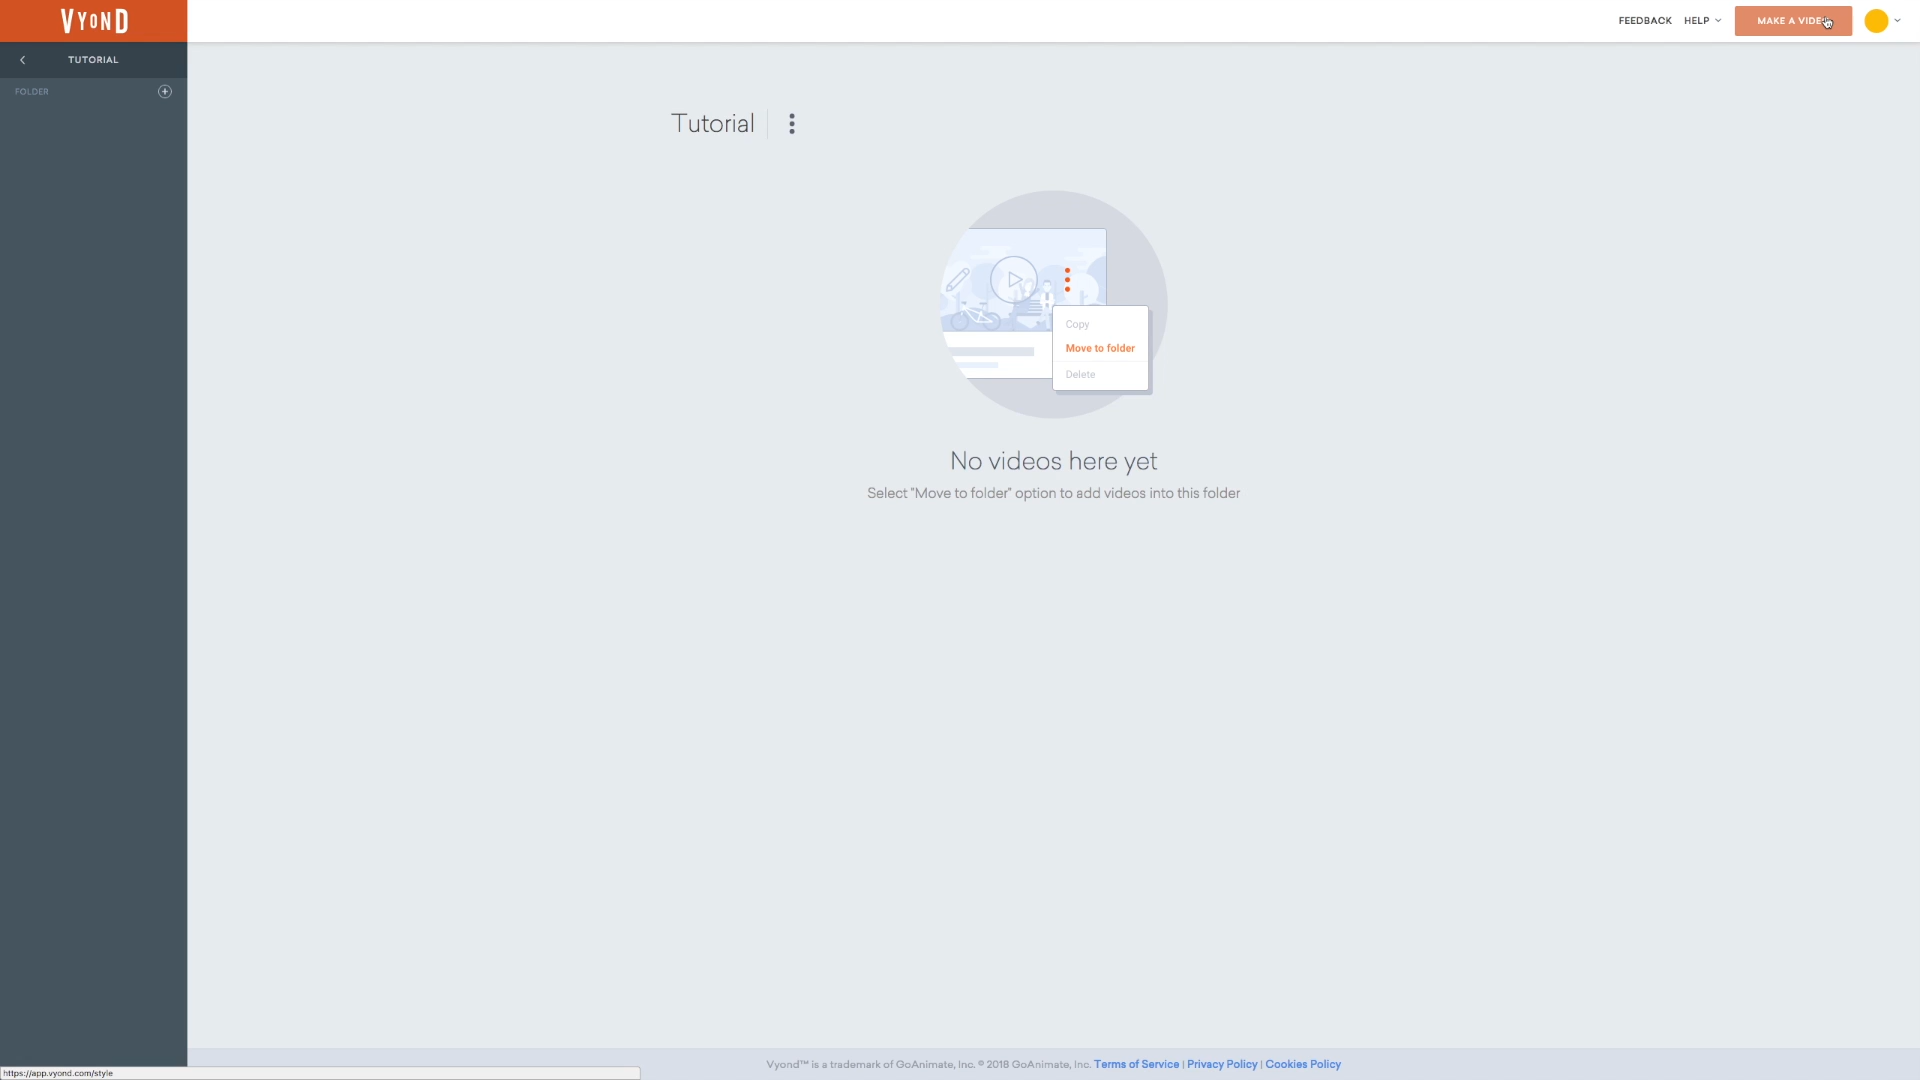 VYOND
FEEDBACK HELP MAKE A VIDE
TUTORIAL
FOLDER
Tutorial
Copy
Move to folder
Delete
No videos here yet
Select "Move to folder" option to add videos into this folder
Vyond™ is a trademark of GoAnimate, Inc. © 2018 GoAnimate, Inc. Terms of Service | Privacy Policy | Cookies Policy
https://app.vyond.com/style